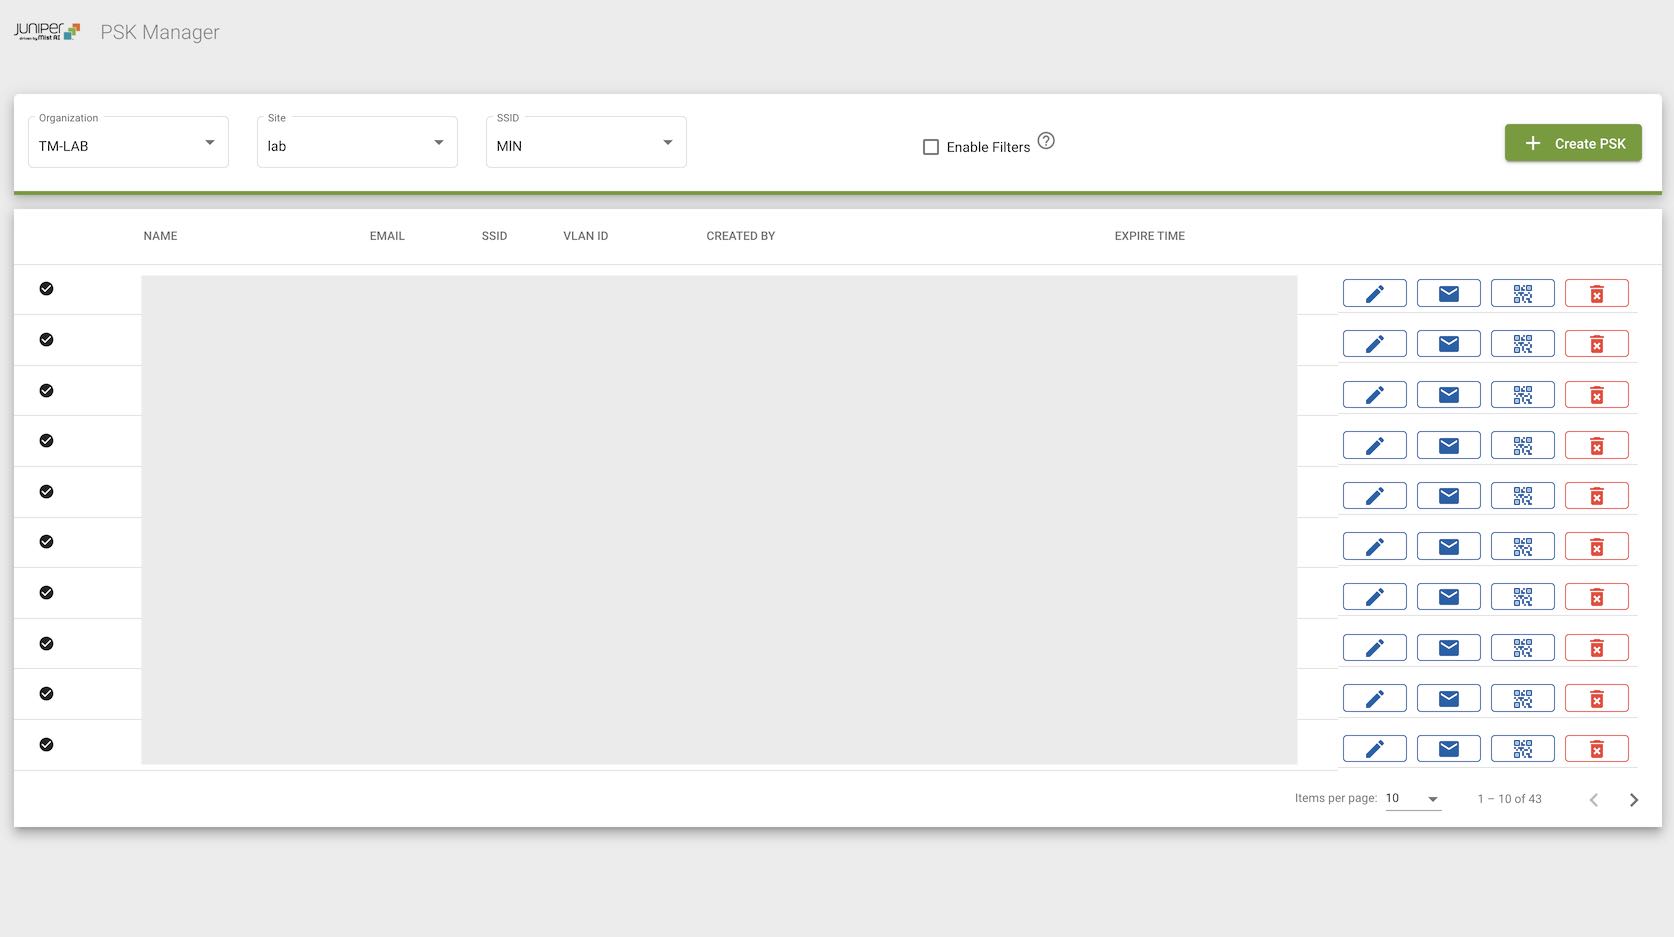 JUNIPER
driven by Mist AI
PSK Manager
Organization
TM-LAB
Site
lab
SSID
MIN
Enable Filters
?
+ Create PSK
NAME EMAIL SSID VLAN ID CREATED BY EXPIRE TIME
Items per page: 10 1 – 10 of 43